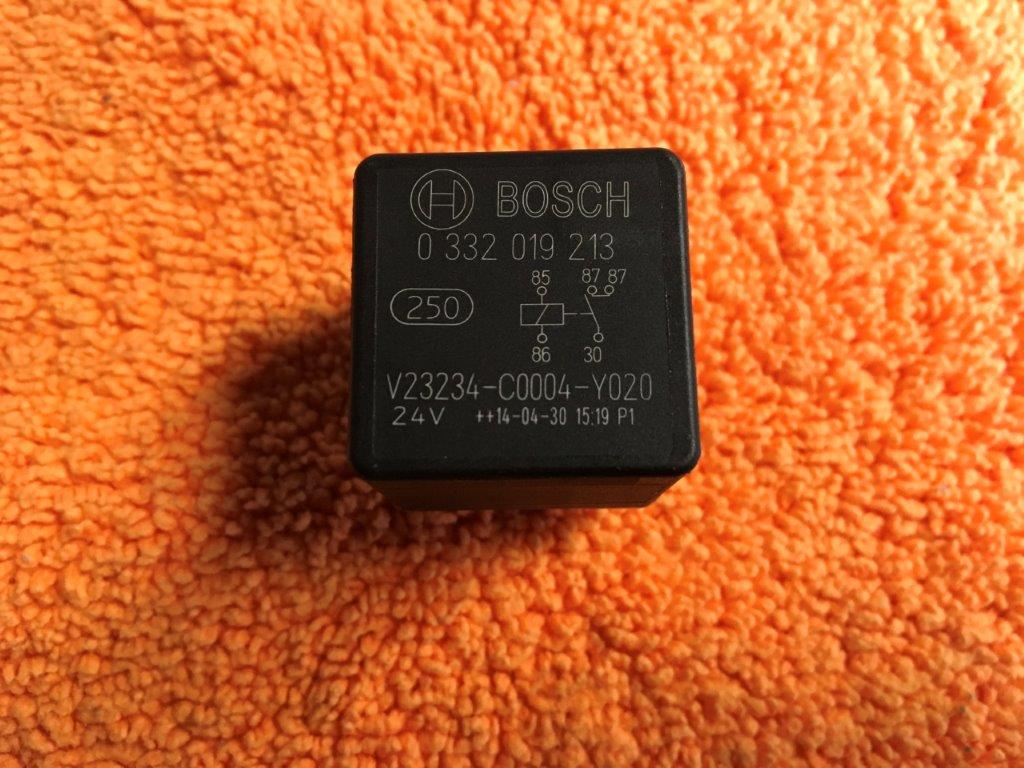 BOSCH
0 332 019 213
85 87 87
250
86 30
V23234-C0004-Y020
24V ++14-04-30 15:19 P1